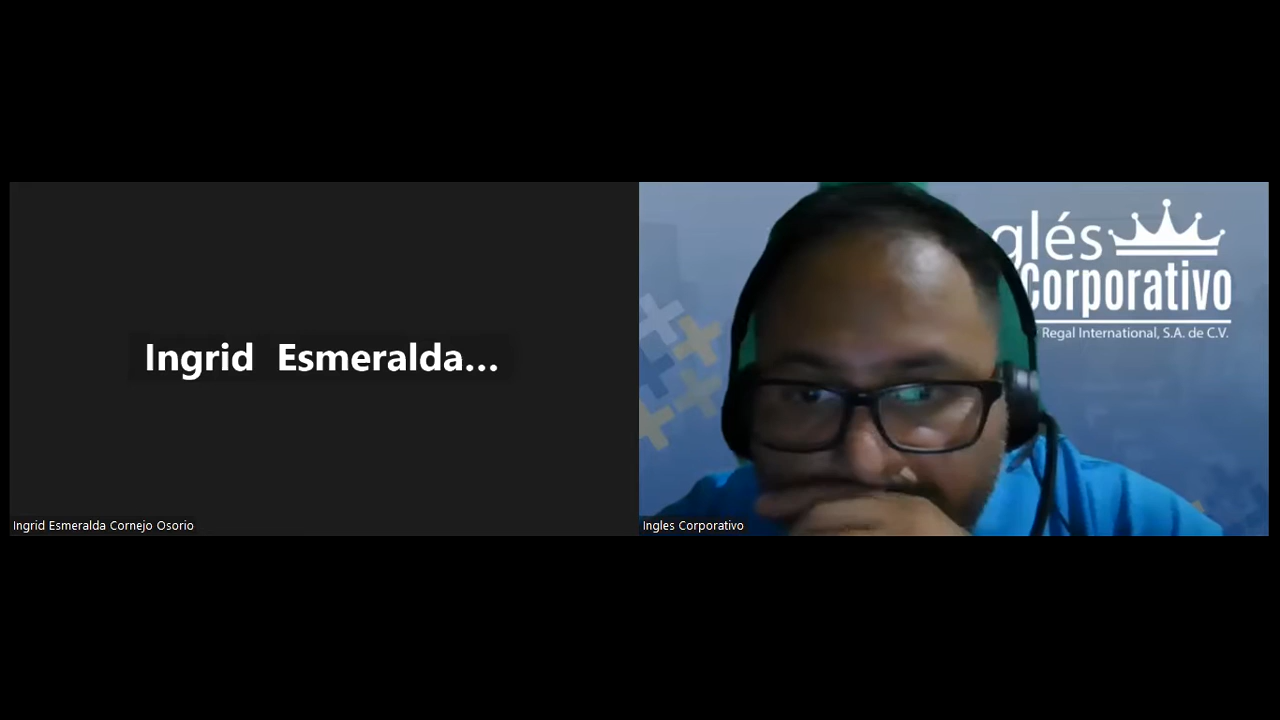 Ingrid Esmeralda...
Ingrid Esmeralda Cornejo Osorio
glés
Corporativo
Regal International, S.A. de C.V.
Ingles Corporativo